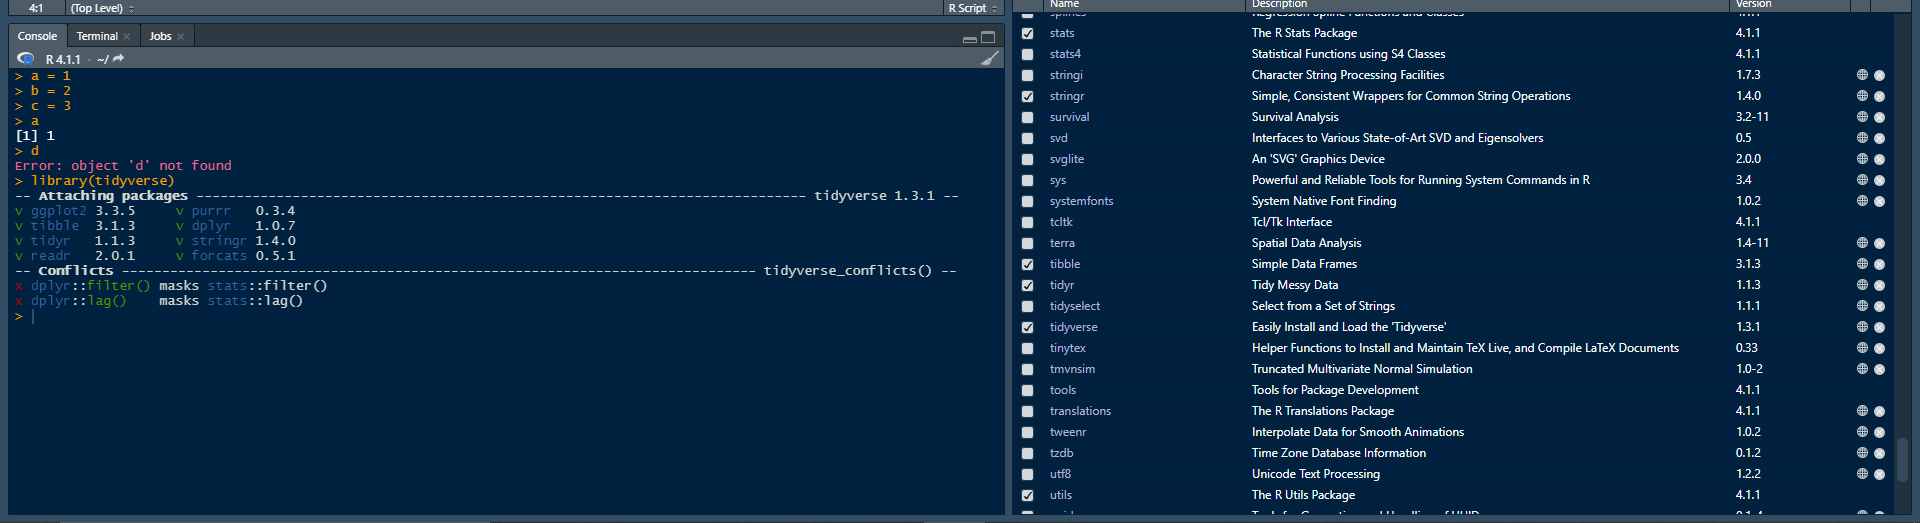 4:1 (Top Level) R Script
Console Terminal Jobs
R 4.1.1 · ~/
> a = 1
> b = 2
> c = 3
> a
[1] 1
> d
Error: object 'd' not found
> library(tidyverse)
-- Attaching packages ---------------------------------------------------------------------------- tidyverse 1.3.1 --
v ggplot2 3.3.5     v purrr   0.3.4
v tibble  3.1.3     v dplyr   1.0.7
v tidyr   1.1.3     v stringr 1.4.0
v readr   2.0.1     v forcats 0.5.1
-- Conflicts ------------------------------------------------------------------------------- tidyverse_conflicts() --
x dplyr::filter() masks stats::filter()
x dplyr::lag()    masks stats::lag()
>
Name Description Version
splines Regression Spline Functions and Classes 4.1.1
stats The R Stats Package 4.1.1
stats4 Statistical Functions using S4 Classes 4.1.1
stringi Character String Processing Facilities 1.7.3
stringr Simple, Consistent Wrappers for Common String Operations 1.4.0
survival Survival Analysis 3.2-11
svd Interfaces to Various State-of-Art SVD and Eigensolvers 0.5
svglite An 'SVG' Graphics Device 2.0.0
sys Powerful and Reliable Tools for Running System Commands in R 3.4
systemfonts System Native Font Finding 1.0.2
tcltk Tcl/Tk Interface 4.1.1
terra Spatial Data Analysis 1.4-11
tibble Simple Data Frames 3.1.3
tidyr Tidy Messy Data 1.1.3
tidyselect Select from a Set of Strings 1.1.1
tidyverse Easily Install and Load the 'Tidyverse' 1.3.1
tinytex Helper Functions to Install and Maintain TeX Live, and Compile LaTeX Documents 0.33
tmvnsim Truncated Multivariate Normal Simulation 1.0-2
tools Tools for Package Development 4.1.1
translations The R Translations Package 4.1.1
tweenr Interpolate Data for Smooth Animations 1.0.2
tzdb Time Zone Database Information 0.1.2
utf8 Unicode Text Processing 1.2.2
utils The R Utils Package 4.1.1